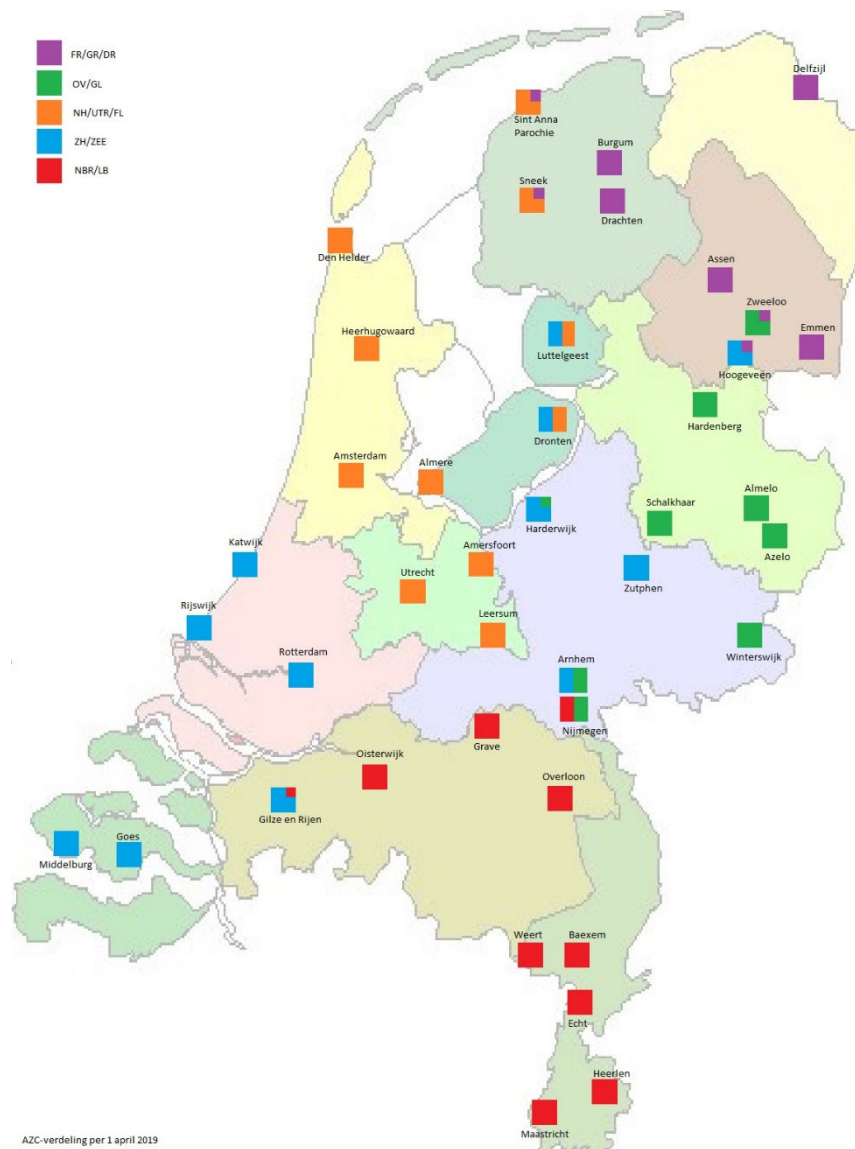 FR/GR/DR
OV/GL
NH/UTR/FL
ZH/ZEE
NBR/LB
Delfzijl
Sint Anna
Parochie
Burgum
Sneek
Drachten
Den Helder
Assen
Zweeloo
Emmen
Heerhugowaard
Luttelgeest
Hoogeveen
Hardenberg
Dronten
Amsterdam
Almere
Almelo
Schalkhaar
Harderwijk
Azelo
Katwijk
Amersfoort
Utrecht
Zutphen
Rijswijk
Leersum
Rotterdam
Arnhem
Winterswijk
Nijmegen
Grave
Oisterwijk
Overloon
Gilze en Rijen
Goes
Middelburg
Weert
Baexem
Echt
Heerlen
Maastricht
AZC-verdeling per 1 april 2019